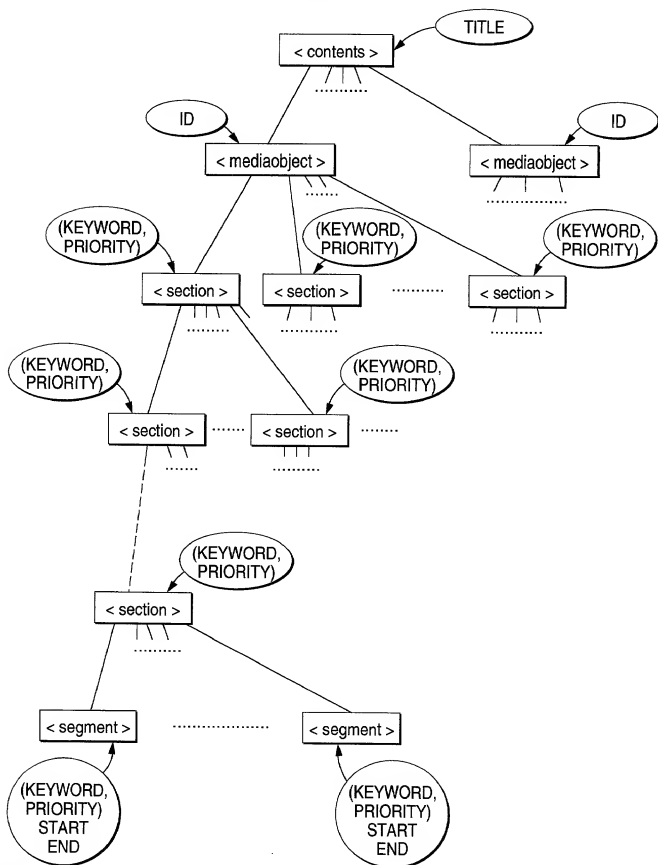 TITLE
< contents >
ID
ID
< mediaobject >
< mediaobject >
(KEYWORD,
PRIORITY)
(KEYWORD,
PRIORITY)
(KEYWORD,
PRIORITY)
< section >
< section >
< section >
(KEYWORD,
PRIORITY)
(KEYWORD,
PRIORITY)
< section >
< section >
(KEYWORD,
PRIORITY)
< section >
< segment >
< segment >
(KEYWORD,
PRIORITY)
START
END
(KEYWORD,
PRIORITY)
START
END